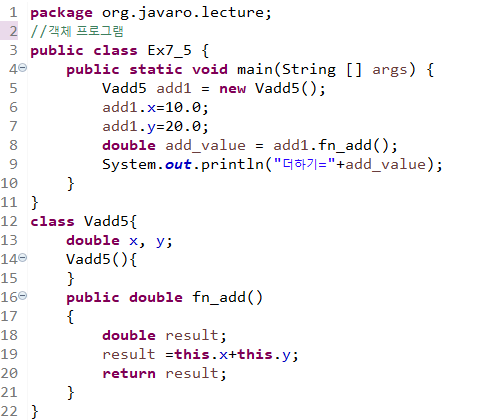 1 package org.javaro.lecture;
2 //객체 프로그램
3 public class Ex7_5 {
4 public static void main(String [] args) {
5 Vadd5 add1 = new Vadd5();
6 add1.x=10.0;
7 add1.y=20.0;
8 double add_value = add1.fn_add();
9 System.out.println("더하기="+add_value);
10 }
11 }
12 class Vadd5{
13 double x, y;
14 Vadd5(){
15 }
16 public double fn_add()
17 {
18 double result;
19 result =this.x+this.y;
20 return result;
21 }
22 }